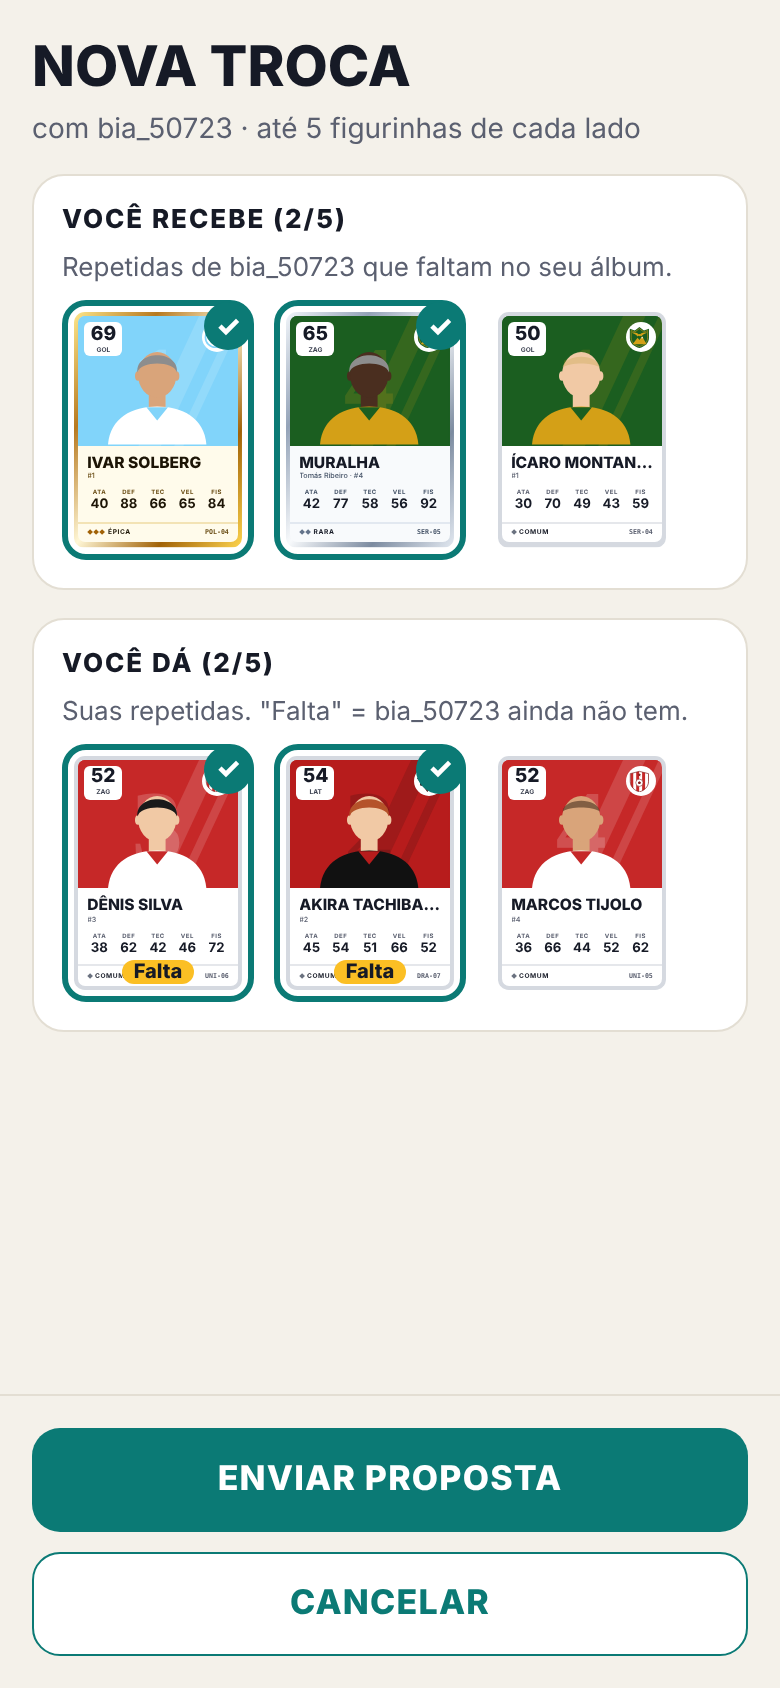 NOVA TROCA
com bia_50723 · até 5 figurinhas de cada lado
VOCÊ RECEBE (2/5)
Repetidas de bia_50723 que faltam no seu álbum.
69
GOL
IVAR SOLBERG
#1
ATA DEF TEC VEL FIS
40 88 66 65 84
◆◆◆ ÉPICA POL-04
65
ZAG
MURALHA
Tomás Ribeiro · #4
ATA DEF TEC VEL FIS
42 77 58 56 92
◆◆ RARA SER-05
50
GOL
ÍCARO MONTAN...
#1
ATA DEF TEC VEL FIS
30 70 49 43 59
◆ COMUM SER-04
VOCÊ DÁ (2/5)
Suas repetidas. "Falta" = bia_50723 ainda não tem.
52
ZAG
DÊNIS SILVA
#3
ATA DEF TEC VEL FIS
38 62 42 46 72
◆ COMUM Falta UNI-06
54
LAT
AKIRA TACHIBA...
#2
ATA DEF TEC VEL FIS
45 54 51 66 52
◆ COMUM Falta DRA-07
52
ZAG
MARCOS TIJOLO
#4
ATA DEF TEC VEL FIS
36 66 44 52 62
◆ COMUM UNI-05
ENVIAR PROPOSTA
CANCELAR